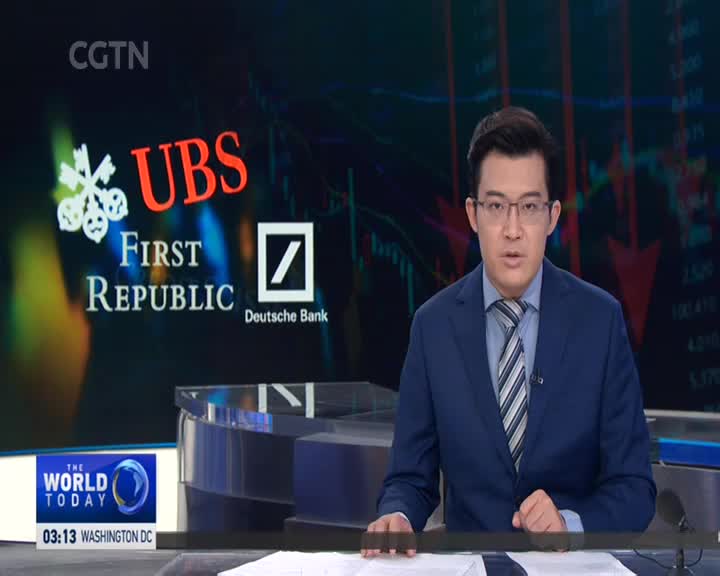 CGTN
UBS
FIRST
REPUBLIC
Deutsche Bank
THE
WORLD
TODAY
03:13 WASHINGTON DC